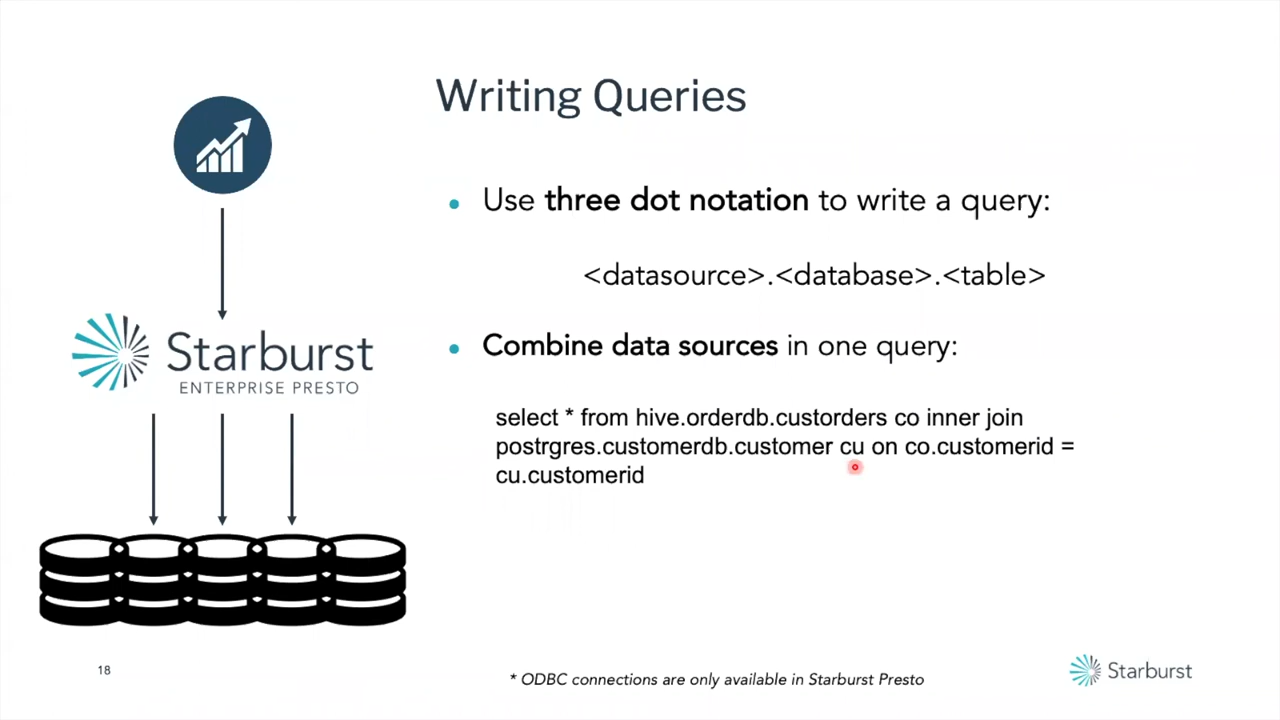 Writing Queries
• Use three dot notation to write a query:
<datasource>.<database>.<table>
• Combine data sources in one query:
select * from hive.orderdb.custorders co inner join
postrgres.customerdb.customer cu on co.customerid =
cu.customerid
Starburst
ENTERPRISE PRESTO
18
* ODBC connections are only available in Starburst Presto
Starburst